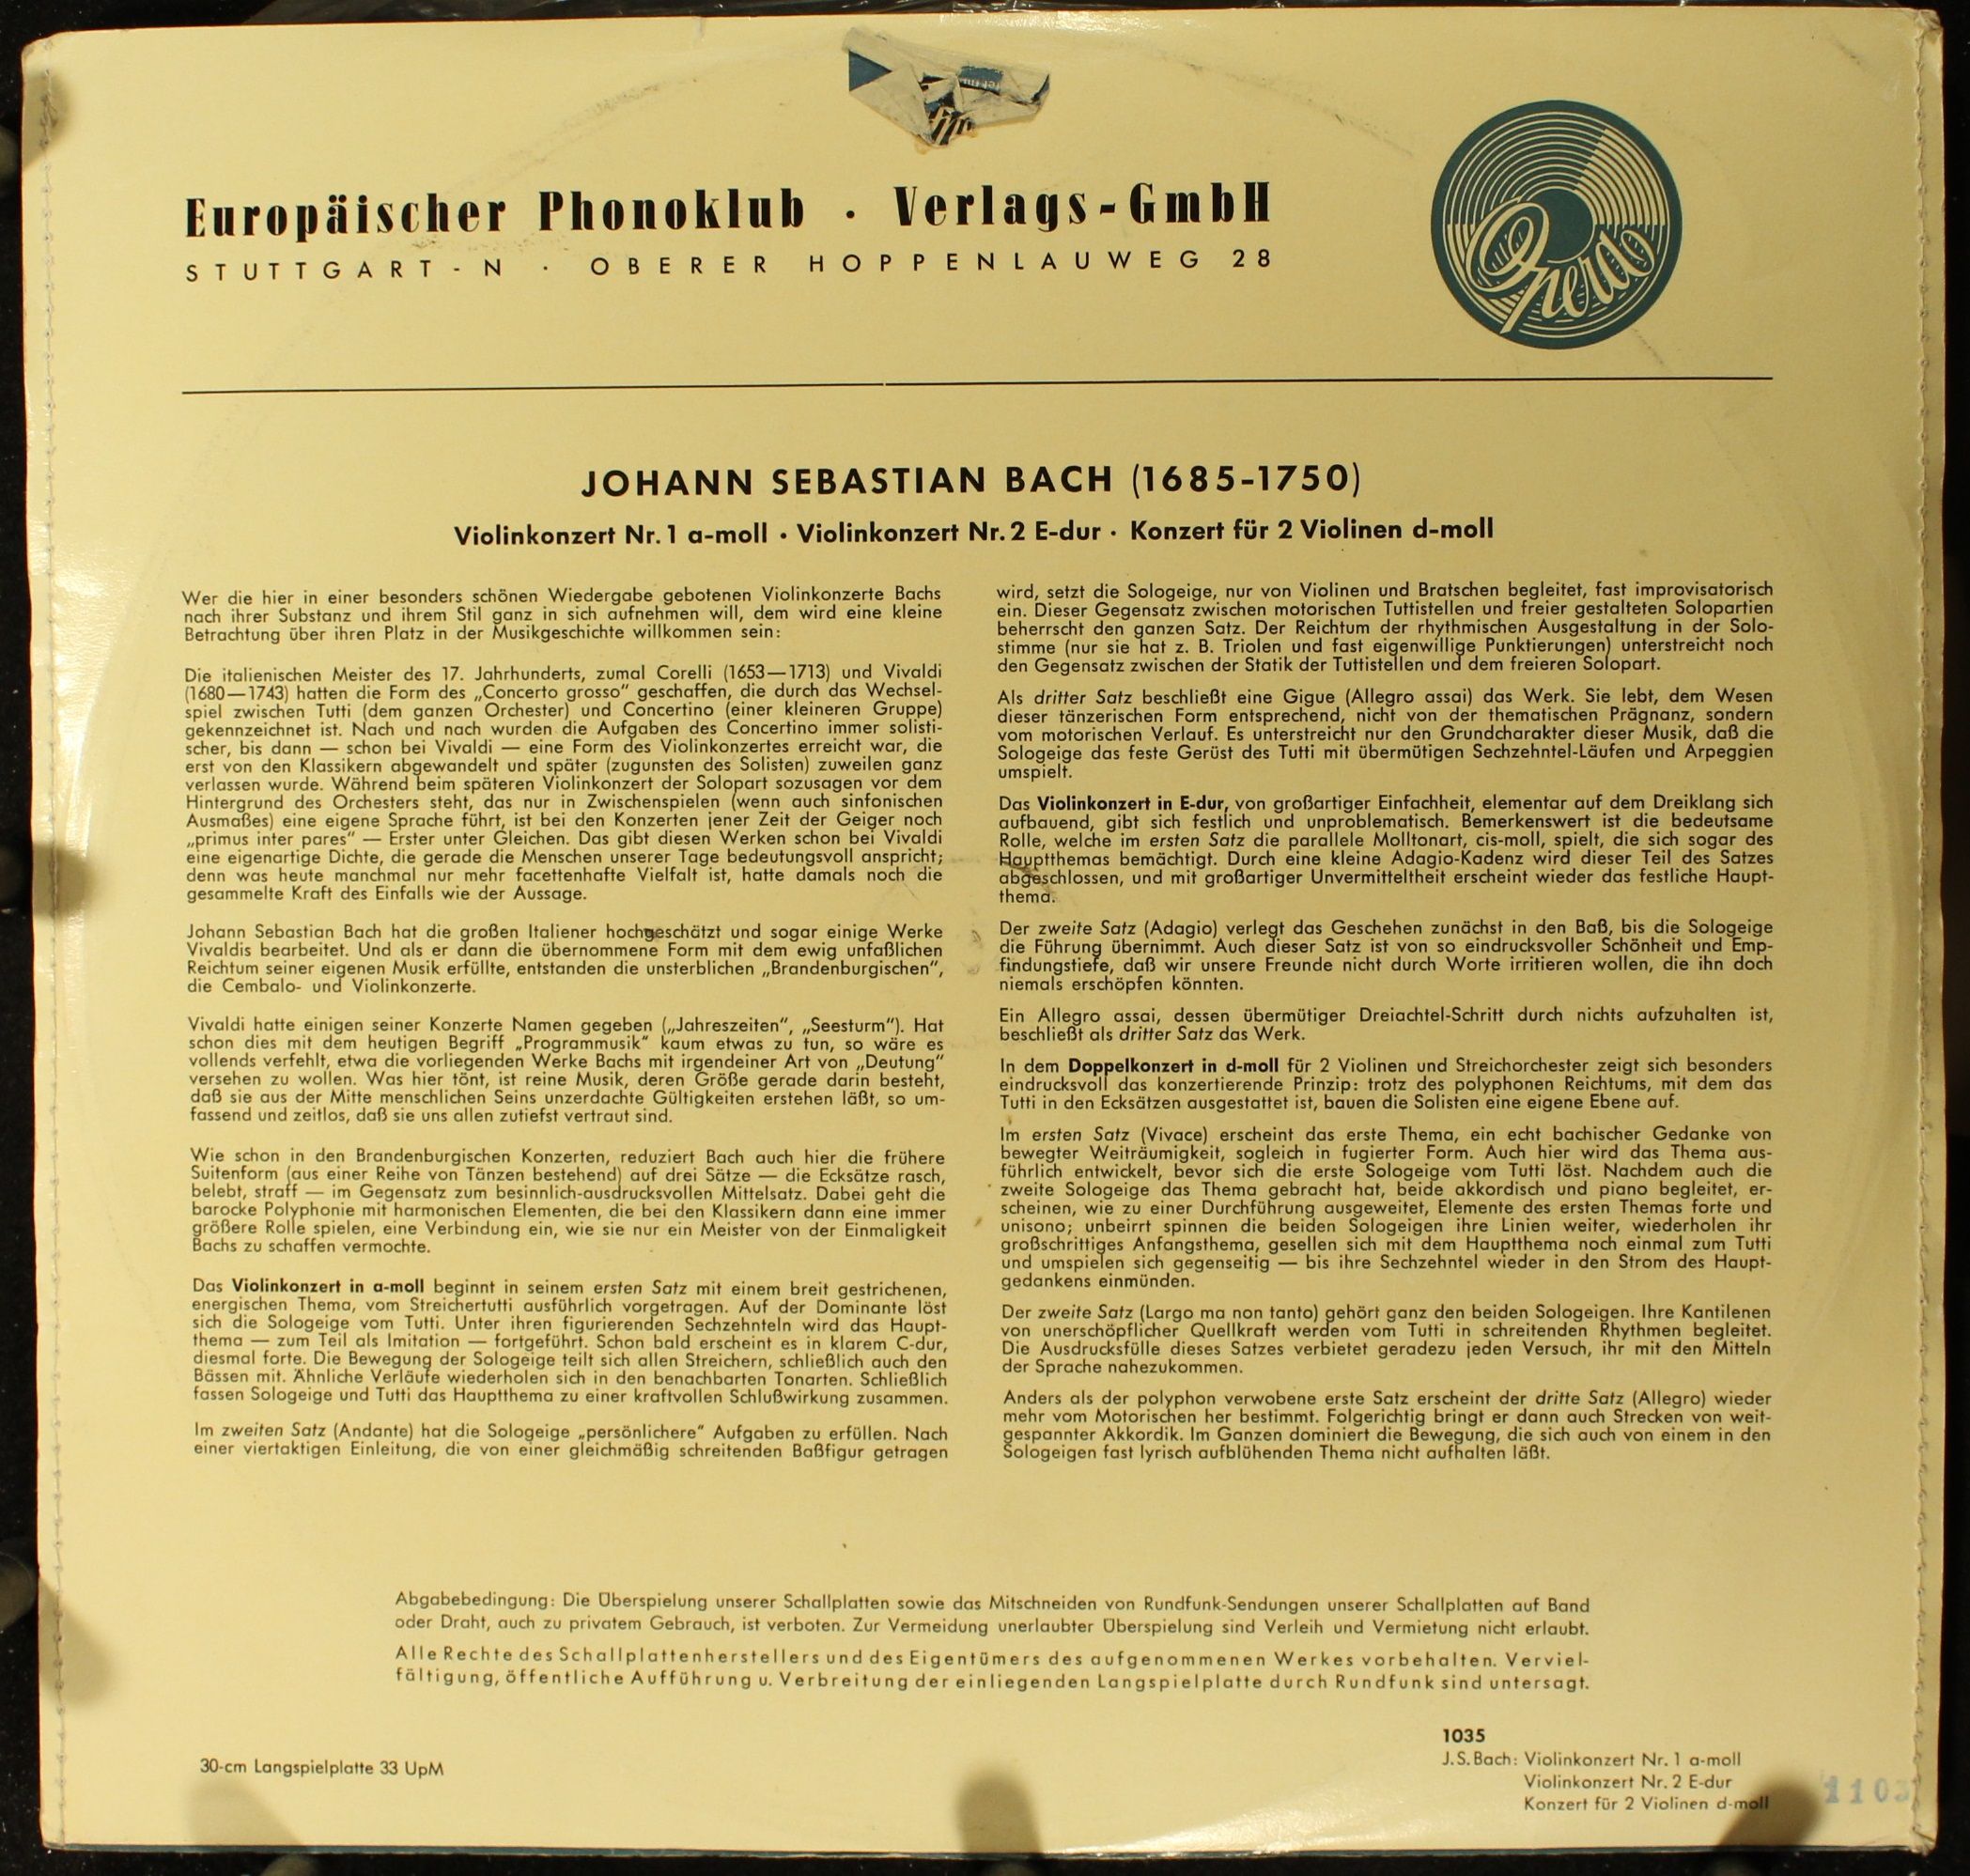 Europäischer Phonoklub · Verlags-GmbH
STUTTGART-N · OBERER HOPPENLAUWEG 28
Opera
JOHANN SEBASTIAN BACH (1685-1750)
Violinkonzert Nr. 1 a-moll · Violinkonzert Nr. 2 E-dur · Konzert für 2 Violinen d-moll
Wer die hier in einer besonders schönen Wiedergabe gebotenen Violinkonzerte Bachs
nach ihrer Substanz und ihrem Stil ganz in sich aufnehmen will, dem wird eine kleine
Betrachtung über ihren Platz in der Musikgeschichte willkommen sein:
Die italienischen Meister des 17. Jahrhunderts, zumal Corelli (1653—1713) und Vivaldi
(1680—1743) hatten die Form des „Concerto grosso“ geschaffen, die durch das Wechsel-
spiel zwischen Tutti (dem ganzen Orchester) und Concertino (einer kleineren Gruppe)
gekennzeichnet ist. Nach und nach wurden die Aufgaben des Concertino immer solisti-
scher, bis dann — schon bei Vivaldi — eine Form des Violinkonzertes erreicht war, die
erst von den Klassikern abgewandelt und später (zugunsten des Solisten) zuweilen ganz
verlassen wurde. Während beim späteren Violinkonzert der Solopart sozusagen vor dem
Hintergrund des Orchesters steht, das nur in Zwischenspielen (wenn auch sinfonischen
Ausmaßes) eine eigene Sprache führt, ist bei den Konzerten jener Zeit der Geiger noch
„primus inter pares“ — Erster unter Gleichen. Das gibt diesen Werken schon bei Vivaldi
eine eigenartige Dichte, die gerade die Menschen unserer Tage bedeutungsvoll anspricht;
denn was heute manchmal nur mehr facettenhafte Vielfalt ist, hatte damals noch die
gesammelte Kraft des Einfalls wie der Aussage.
Johann Sebastian Bach hat die großen Italiener hochgeschätzt und sogar einige Werke
Vivaldis bearbeitet. Und als er dann die übernommene Form mit dem ewig unfaßlichen
Reichtum seiner eigenen Musik erfüllte, entstanden die unsterblichen „Brandenburgischen“,
die Cembalo- und Violinkonzerte.
Vivaldi hatte einigen seiner Konzerte Namen gegeben („Jahreszeiten“, „Seesturm“). Hat
schon dies mit dem heutigen Begriff „Programmusik“ kaum etwas zu tun, so wäre es
vollends verfehlt, etwa die vorliegenden Werke Bachs mit irgendeiner Art von „Deutung“
versehen zu wollen. Was hier tönt, ist reine Musik, deren Größe gerade darin besteht,
daß sie aus der Mitte menschlichen Seins unzerdachte Gültigkeiten erstehen läßt, so um-
fassend und zeitlos, daß sie uns allen zutiefst vertraut sind.
Wie schon in den Brandenburgischen Konzerten, reduziert Bach auch hier die frühere
Suitenform (aus einer Reihe von Tänzen bestehend) auf drei Sätze — die Ecksätze rasch,
belebt, straff — im Gegensatz zum besinnlich-ausdrucksvollen Mittelsatz. Dabei geht die
barocke Polyphonie mit harmonischen Elementen, die bei den Klassikern dann eine immer
größere Rolle spielen, eine Verbindung ein, wie sie nur ein Meister von der Einmaligkeit
Bachs zu schaffen vermochte.
Das Violinkonzert in a-moll beginnt in seinem ersten Satz mit einem breit gestrichenen,
energischen Thema, vom Streichertutti ausführlich vorgetragen. Auf der Dominante löst
sich die Sologeige vom Tutti. Unter ihren figurierenden Sechzehnteln wird das Haupt-
thema — zum Teil als Imitation — fortgeführt. Schon bald erscheint es in klarem C-dur,
diesmal forte. Die Bewegung der Sologeige teilt sich allen Streichern, schließlich auch den
Bässen mit. Ähnliche Verläufe wiederholen sich in den benachbarten Tonarten. Schließlich
fassen Sologeige und Tutti das Hauptthema zu einer kraftvollen Schlußwirkung zusammen.
Im zweiten Satz (Andante) hat die Sologeige „persönlichere“ Aufgaben zu erfüllen. Nach
einer viertaktigen Einleitung, die von einer gleichmäßig schreitenden Baßfigur getragen
wird, setzt die Sologeige, nur von Violinen und Bratschen begleitet, fast improvisatorisch
ein. Dieser Gegensatz zwischen motorischen Tuttistellen und freier gestalteten Solopartien
beherrscht den ganzen Satz. Der Reichtum der rhythmischen Ausgestaltung in der Solo-
stimme (nur sie hat z. B. Triolen und fast eigenwillige Punktierungen) unterstreicht noch
den Gegensatz zwischen der Statik der Tuttistellen und dem freieren Solopart.
Als dritter Satz beschließt eine Gigue (Allegro assai) das Werk. Sie lebt, dem Wesen
dieser tänzerischen Form entsprechend, nicht von der thematischen Prägnanz, sondern
vom motorischen Verlauf. Es unterstreicht nur den Grundcharakter dieser Musik, daß die
Sologeige das feste Gerüst des Tutti mit übermütigen Sechzehntel-Läufen und Arpeggien
umspielt.
Das Violinkonzert in E-dur, von großartiger Einfachheit, elementar auf dem Dreiklang sich
aufbauend, gibt sich festlich und unproblematisch. Bemerkenswert ist die bedeutsame
Rolle, welche im ersten Satz die parallele Molltonart, cis-moll, spielt, die sich sogar des
Hauptthemas bemächtigt. Durch eine kleine Adagio-Kadenz wird dieser Teil des Satzes
abgeschlossen, und mit großartiger Unvermitteltheit erscheint wieder das festliche Haupt-
thema.
Der zweite Satz (Adagio) verlegt das Geschehen zunächst in den Baß, bis die Sologeige
die Führung übernimmt. Auch dieser Satz ist von so eindrucksvoller Schönheit und Emp-
findungstiefe, daß wir unsere Freunde nicht durch Worte irritieren wollen, die ihn doch
niemals erschöpfen könnten.
Ein Allegro assai, dessen übermütiger Dreiachtel-Schritt durch nichts aufzuhalten ist,
beschließt als dritter Satz das Werk.
In dem Doppelkonzert in d-moll für 2 Violinen und Streichorchester zeigt sich besonders
eindrucksvoll das konzertierende Prinzip: trotz des polyphonen Reichtums, mit dem das
Tutti in den Ecksätzen ausgestattet ist, bauen die Solisten eine eigene Ebene auf.
Im ersten Satz (Vivace) erscheint das erste Thema, ein echt bachischer Gedanke von
bewegter Weiträumigkeit, sogleich in fugierter Form. Auch hier wird das Thema aus-
führlich entwickelt, bevor sich die erste Sologeige vom Tutti löst. Nachdem auch die
zweite Sologeige das Thema gebracht hat, beide akkordisch und piano begleitet, er-
scheinen, wie zu einer Durchführung ausgeweitet, Elemente des ersten Themas forte und
unisono; unbeirrt spinnen die beiden Sologeigen ihre Linien weiter, wiederholen ihr
großschrittiges Anfangsthema, gesellen sich mit dem Hauptthema noch einmal zum Tutti
und umspielen sich gegenseitig — bis ihre Sechzehntel wieder in den Strom des Haupt-
gedankens einmünden.
Der zweite Satz (Largo ma non tanto) gehört ganz den beiden Sologeigen. Ihre Kantilenen
von unerschöpflicher Quellkraft werden vom Tutti in schreitenden Rhythmen begleitet.
Die Ausdrucksfülle dieses Satzes verbietet geradezu jeden Versuch, ihr mit den Mitteln
der Sprache nahezukommen.
Anders als der polyphon verwobene erste Satz erscheint der dritte Satz (Allegro) wieder
mehr vom Motorischen her bestimmt. Folgerichtig bringt er dann auch Strecken von weit-
gespannter Akkordik. Im Ganzen dominiert die Bewegung, die sich auch von einem in den
Sologeigen fast lyrisch aufblühenden Thema nicht aufhalten läßt.
Abgabebedingung: Die Überspielung unserer Schallplatten sowie das Mitschneiden von Rundfunk-Sendungen unserer Schallplatten auf Band
oder Draht, auch zu privatem Gebrauch, ist verboten. Zur Vermeidung unerlaubter Überspielung sind Verleih und Vermietung nicht erlaubt.
Alle Rechte des Schallplattenherstellers und des Eigentümers des aufgenommenen Werkes vorbehalten. Verviel-
fältigung, öffentliche Aufführung u. Verbreitung der einliegenden Langspielplatte durch Rundfunk sind untersagt.
30-cm Langspielplatte 33 UpM
1035
J.S.Bach: Violinkonzert Nr. 1 a-moll
Violinkonzert Nr. 2 E-dur
Konzert für 2 Violinen d-moll